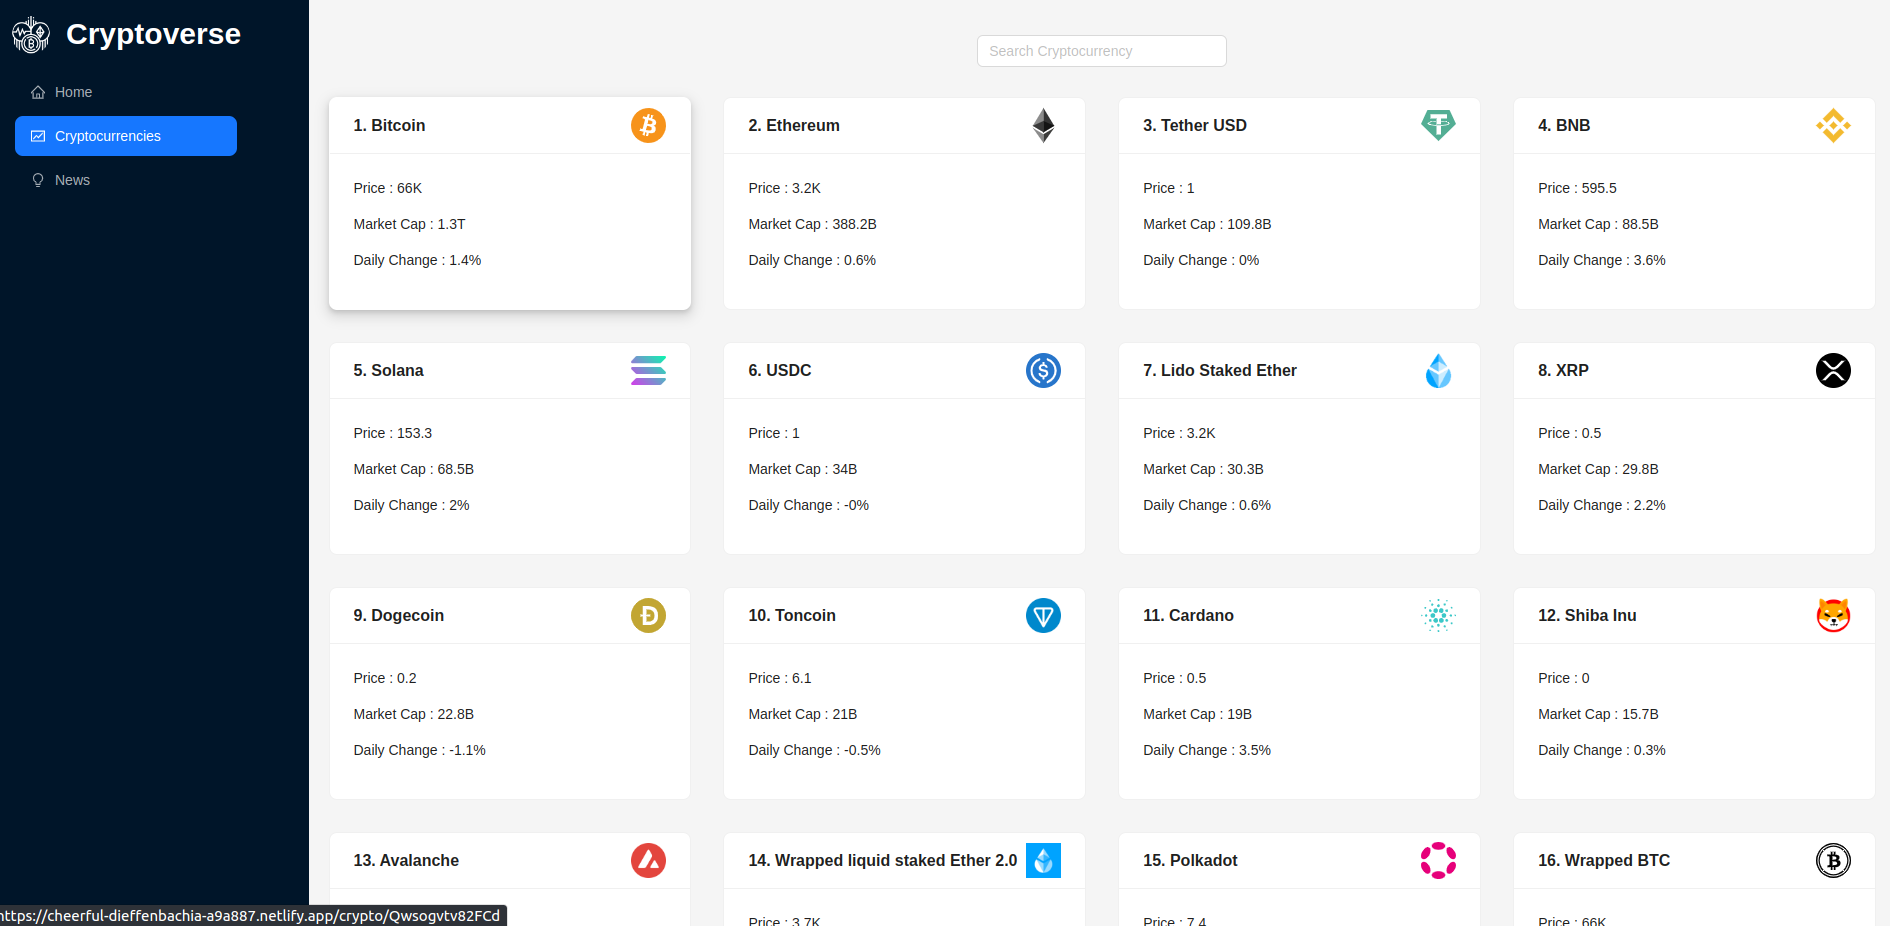 Cryptoverse
Home
Cryptocurrencies
News
Search Cryptocurrency
1. Bitcoin
Price : 66K
Market Cap : 1.3T
Daily Change : 1.4%
2. Ethereum
Price : 3.2K
Market Cap : 388.2B
Daily Change : 0.6%
3. Tether USD
Price : 1
Market Cap : 109.8B
Daily Change : 0%
4. BNB
Price : 595.5
Market Cap : 88.5B
Daily Change : 3.6%
5. Solana
Price : 153.3
Market Cap : 68.5B
Daily Change : 2%
6. USDC
Price : 1
Market Cap : 34B
Daily Change : -0%
7. Lido Staked Ether
Price : 3.2K
Market Cap : 30.3B
Daily Change : 0.6%
8. XRP
Price : 0.5
Market Cap : 29.8B
Daily Change : 2.2%
9. Dogecoin
Price : 0.2
Market Cap : 22.8B
Daily Change : -1.1%
10. Toncoin
Price : 6.1
Market Cap : 21B
Daily Change : -0.5%
11. Cardano
Price : 0.5
Market Cap : 19B
Daily Change : 3.5%
12. Shiba Inu
Price : 0
Market Cap : 15.7B
Daily Change : 0.3%
13. Avalanche
14. Wrapped liquid staked Ether 2.0
Price : 3.7K
15. Polkadot
Price : 7.4
16. Wrapped BTC
Price : 66K
https://cheerful-dieffenbachia-a9a887.netlify.app/crypto/Qwsogvtv82FCd